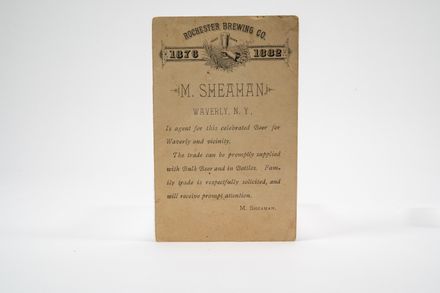 ROCHESTER BREWING CO.
1876 1882
M. SHEAHAN
WAVERLY, N. Y.,
Is agent for this celebrated Beer for
Waverly and vicinity.
The trade can be promptly supplied
with Bulk Beer and in Bottles. Fam-
ily trade is respectfully solicited, and
will receive prompt attention.
M. SHEAHAN.